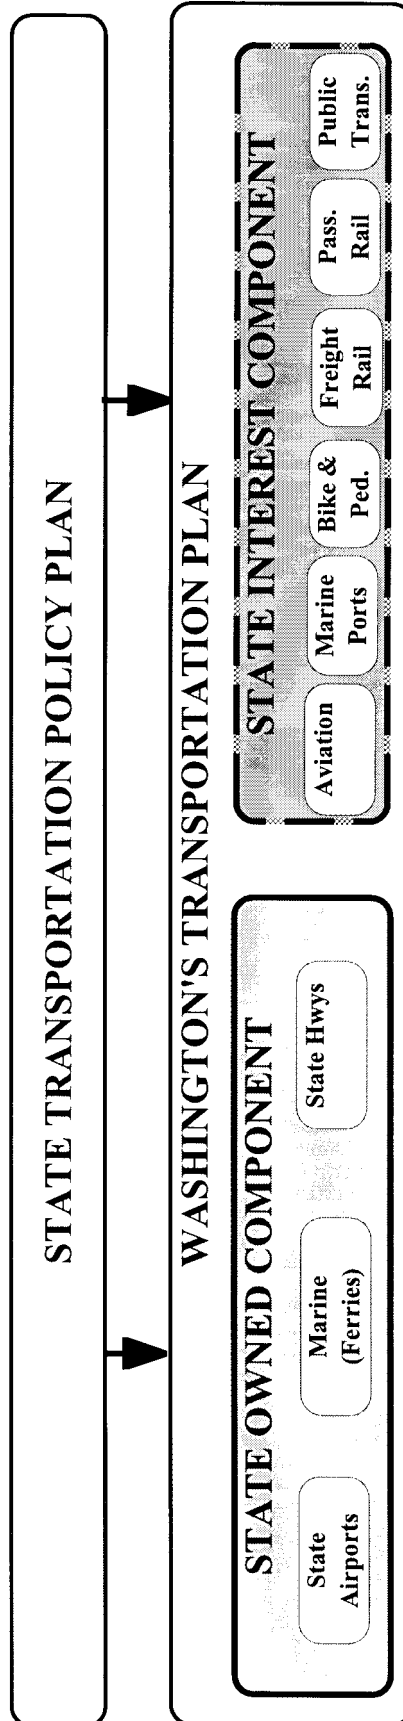 STATE TRANSPORTATION POLICY PLAN
WASHINGTON'S TRANSPORTATION PLAN
STATE OWNED COMPONENT
State
Airports
Marine
(Ferries)
State Hwys
STATE INTEREST COMPONENT
Aviation
Marine
Ports
Bike &
Ped.
Freight
Rail
Pass.
Rail
Public
Trans.